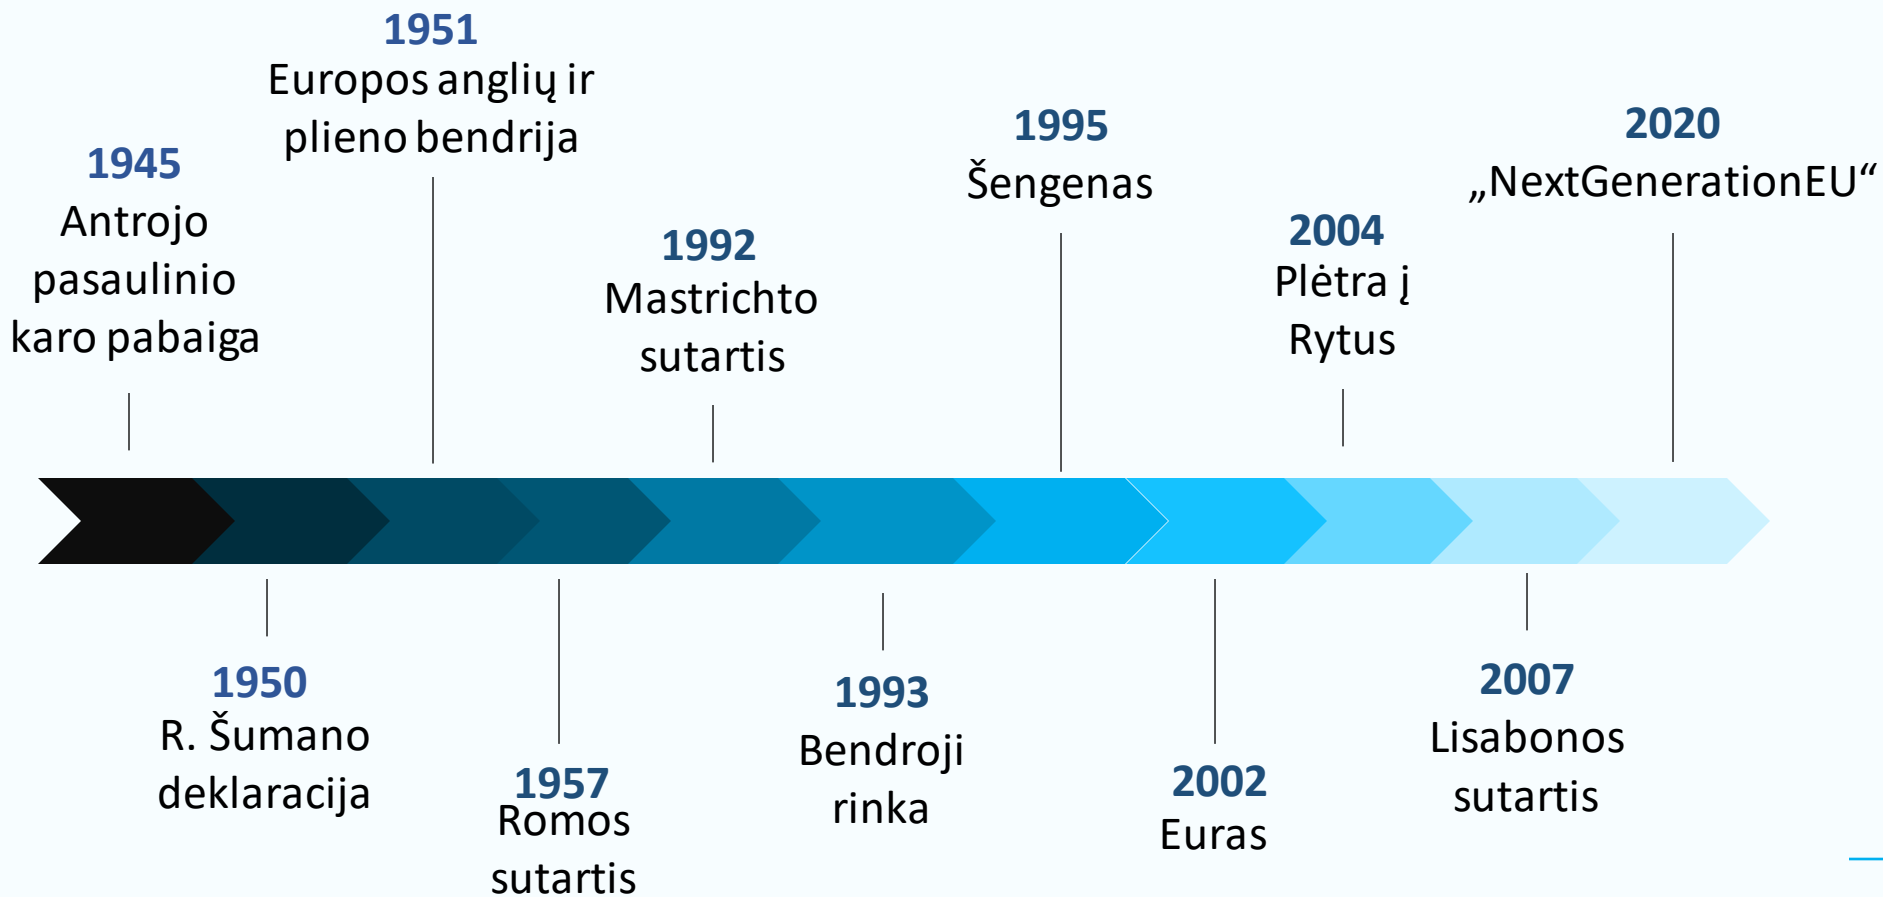 1945
Antrojo
pasaulinio
karo pabaiga
1950
R. Šumano
deklaracija
1951
Europos anglių ir
plieno bendrija
1957
Romos
sutartis
1992
Mastrichto
sutartis
1993
Bendroji
rinka
1995
Šengenas
2002
Euras
2004
Plėtra į
Rytus
2007
Lisabonos
sutartis
2020
„NextGenerationEU“